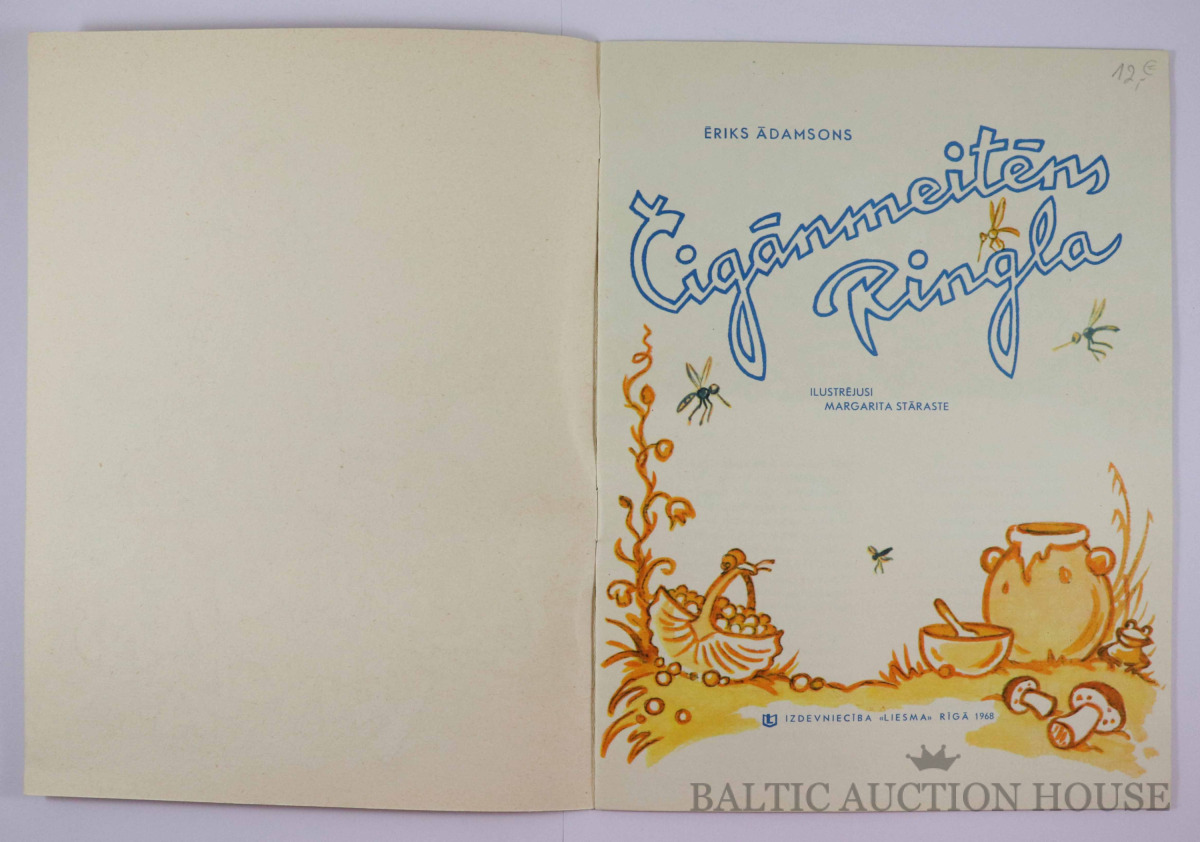 12,- €
ĒRIKS ĀDAMSONS
Čigānmeitēns
Ringla
ILUSTRĒJUSI
MARGARITA STĀRASTE
IZDEVNIECĪBA «LIESMA» RĪGĀ 1968
BALTIC AUCTION HOUSE